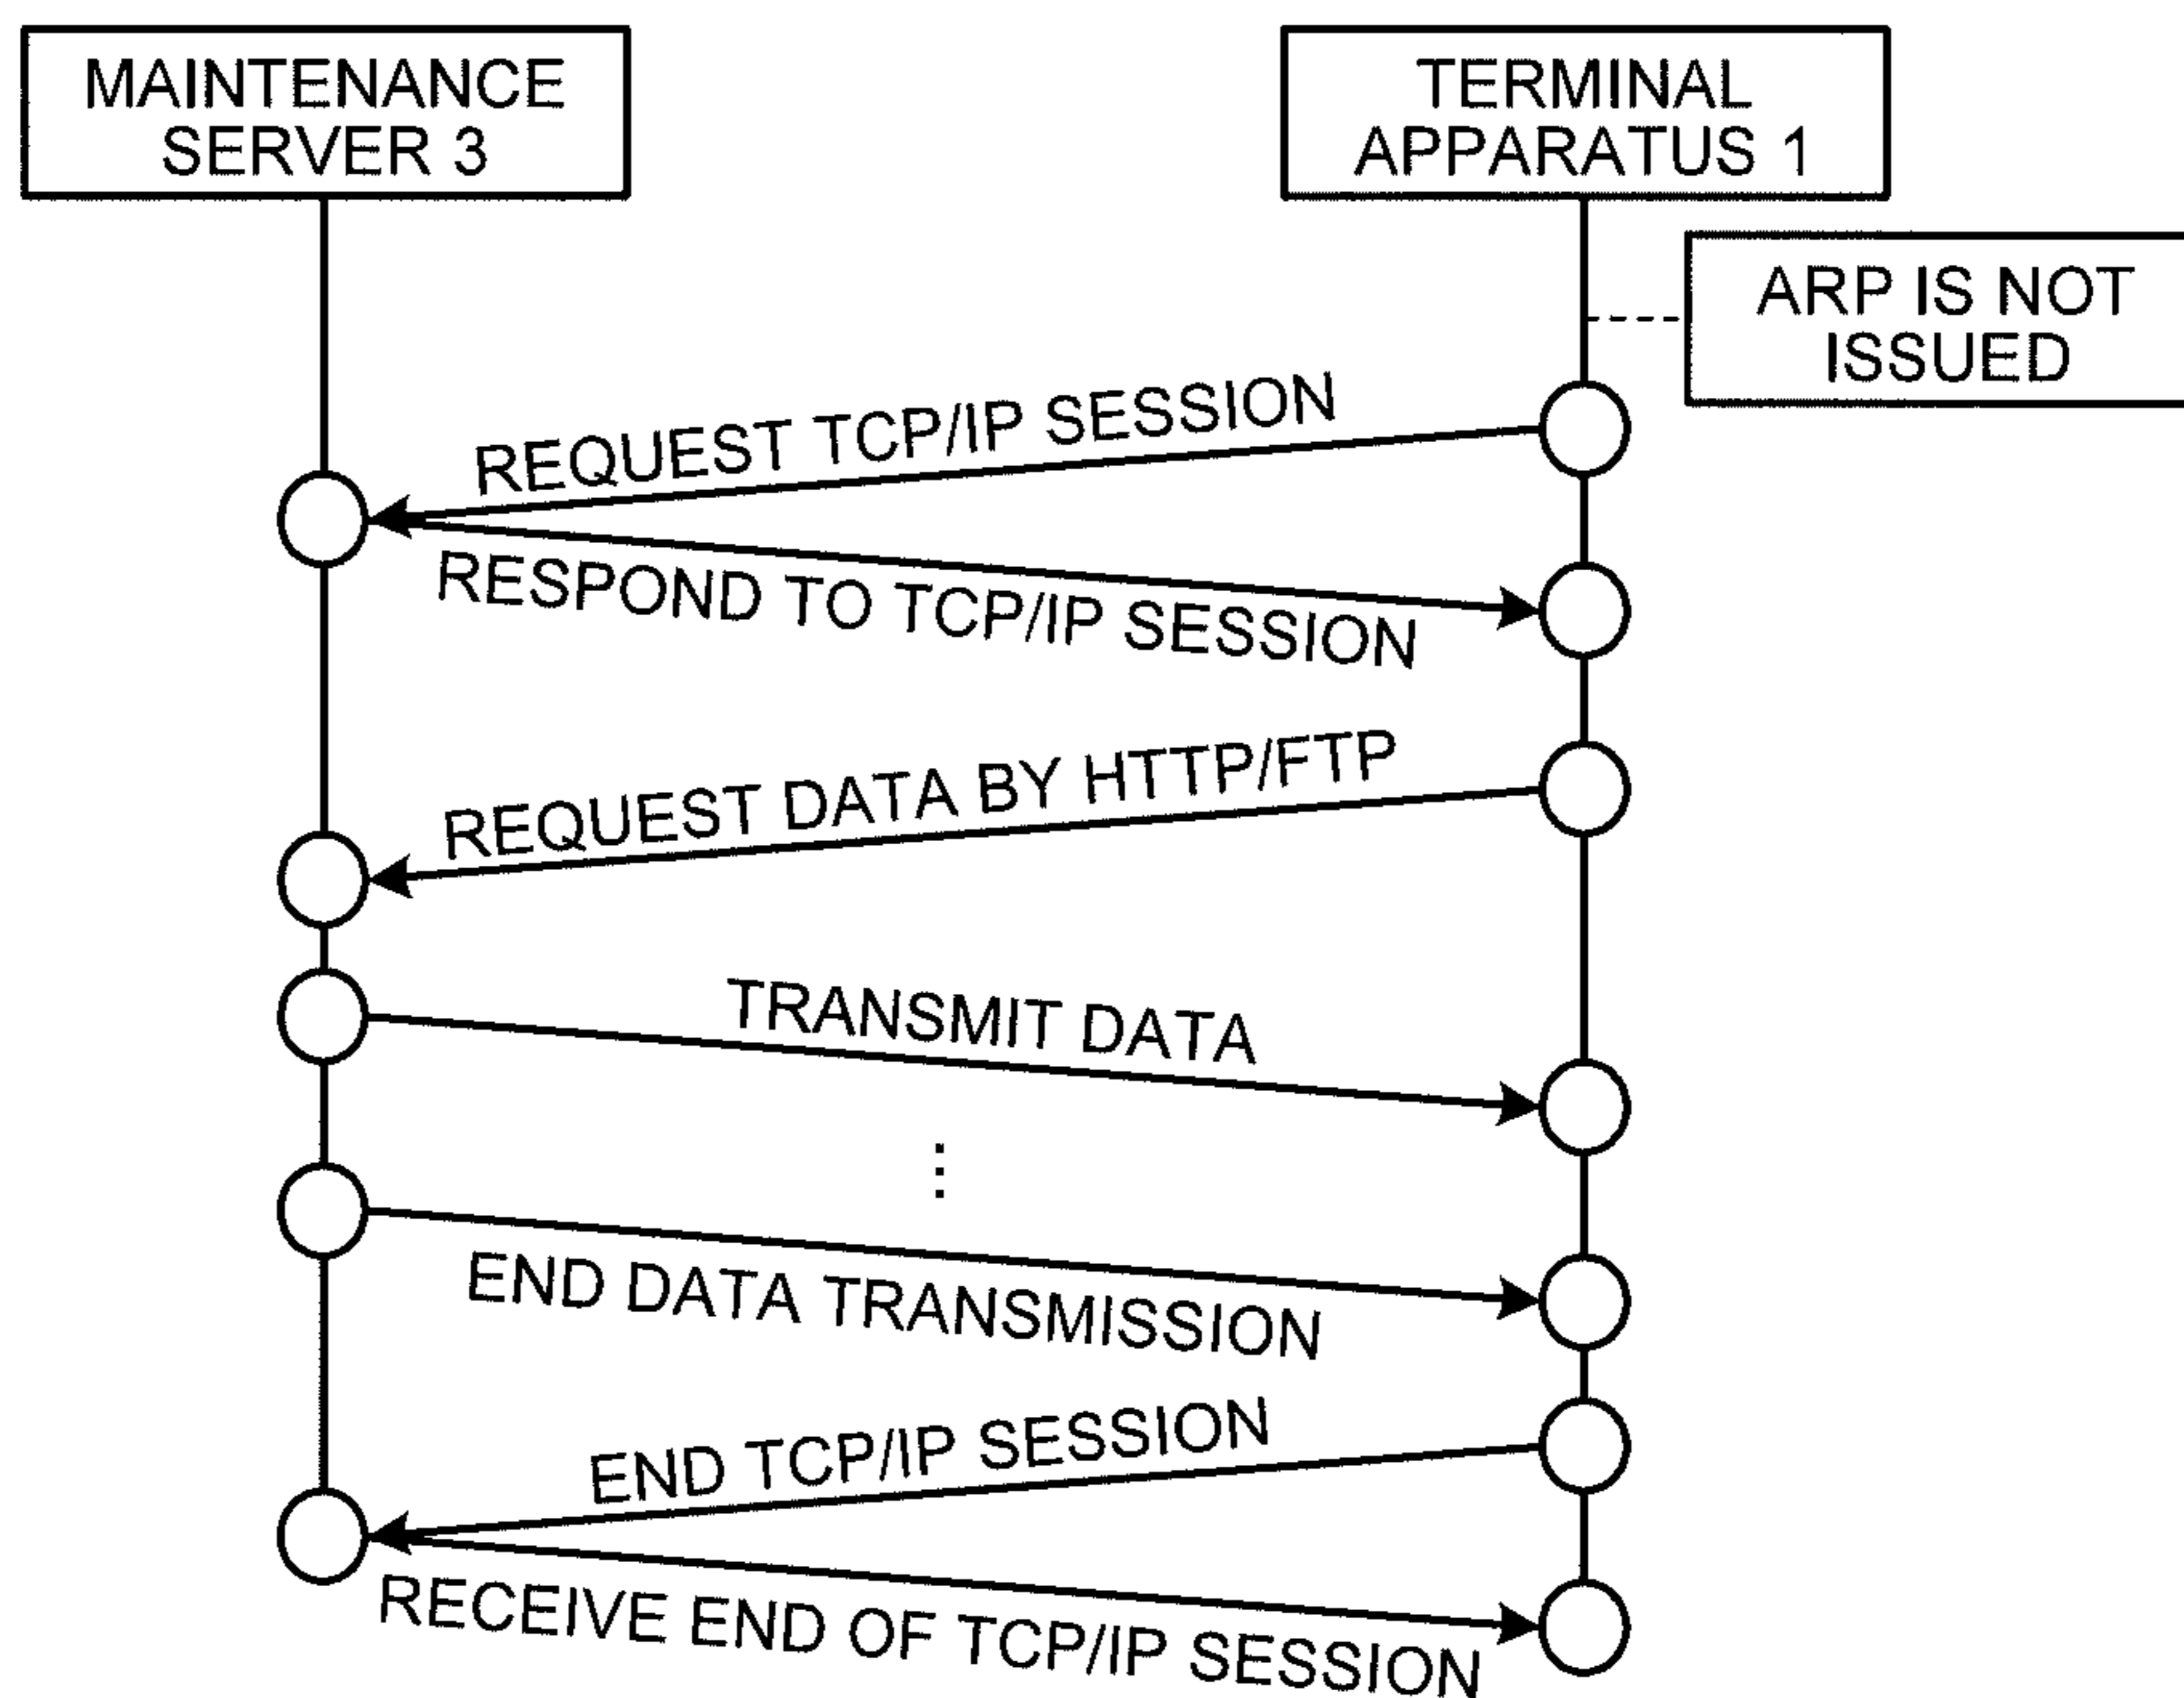 MAINTENANCE
SERVER 3
TERMINAL
APPARATUS 1
ARP IS NOT
ISSUED
REQUEST TCP/IP SESSION
RESPOND TO TCP/IP SESSION
REQUEST DATA BY HTTP/FTP
TRANSMIT DATA
⋮
END DATA TRANSMISSION
END TCP/IP SESSION
RECEIVE END OF TCP/IP SESSION